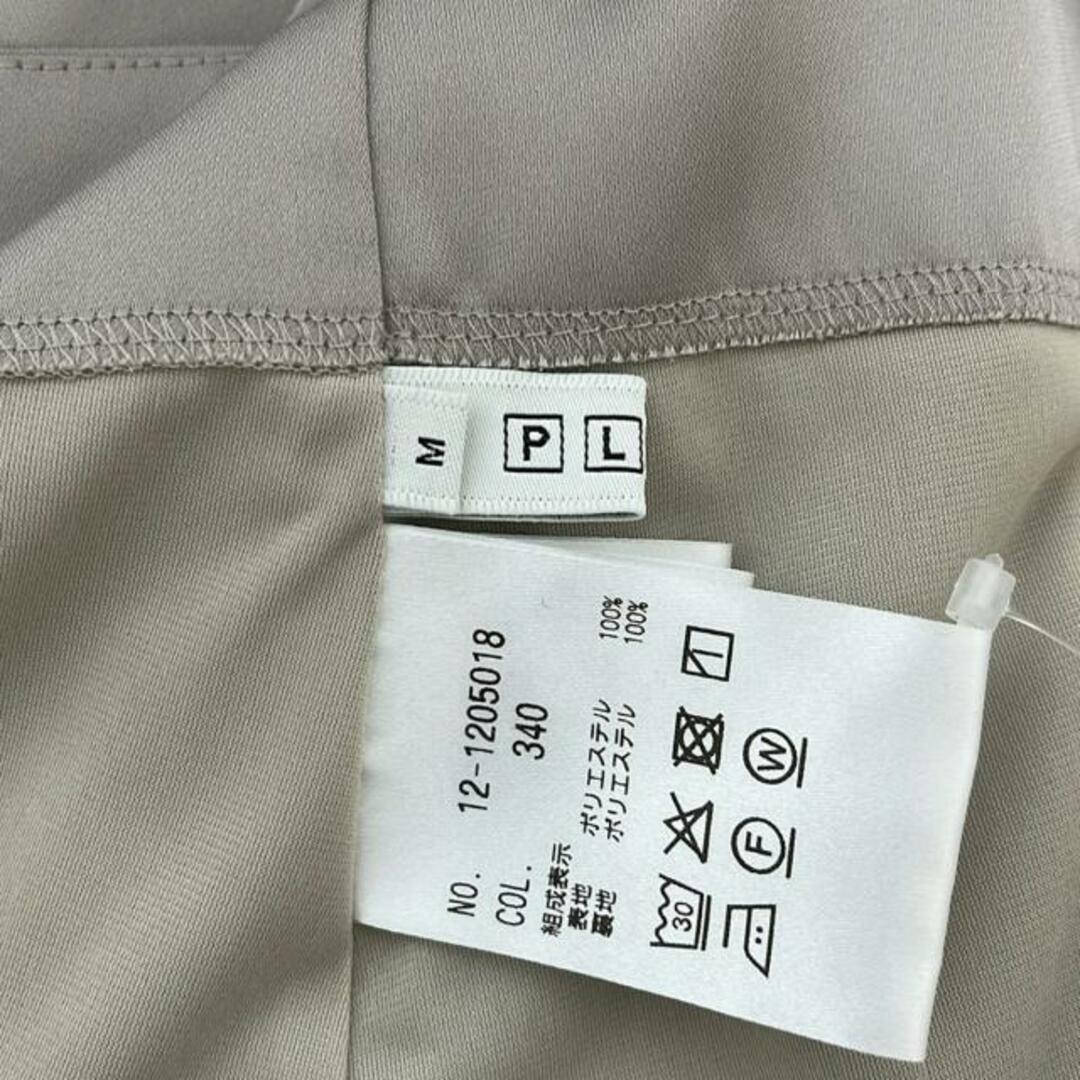 M
P L
NO. 12-1205018
COL. 340
組成表示
表地 ポリエステル 100%
裏地 ポリエステル 100%
30
F W